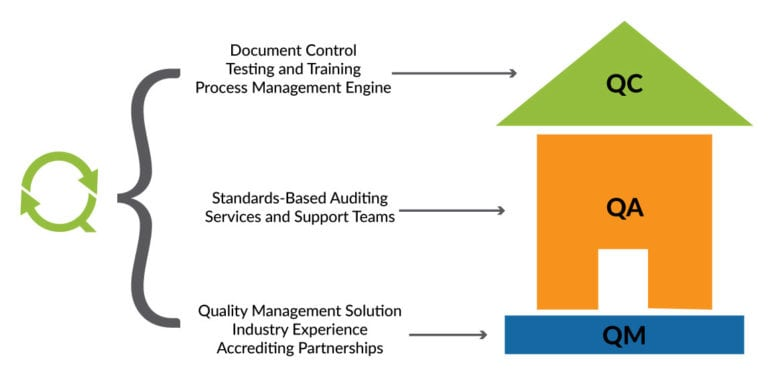 Document Control
Testing and Training
Process Management Engine
QC
Standards-Based Auditing
Services and Support Teams
QA
Quality Management Solution
Industry Experience
Accrediting Partnerships
QM